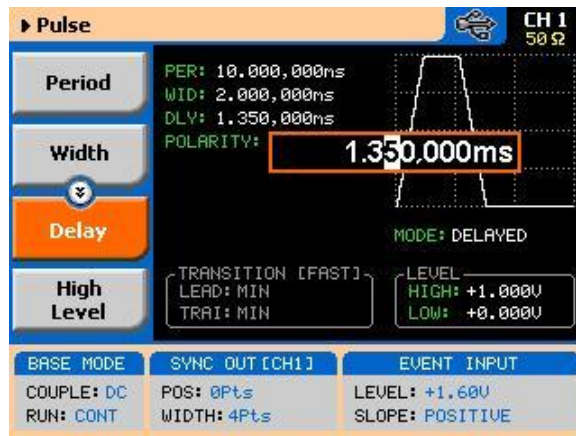 Pulse
CH 1
50 Ω
Period
Width
Delay
High
Level
PER: 10.000,000ms
WID: 2.000,000ms
DLY: 1.350,000ms
POLARITY:
1.350,000ms
MODE: DELAYED
TRANSITION [FAST]
LEAD: MIN
TRAI: MIN
LEVEL
HIGH: +1.000V
LOW: +0.000V
BASE MODE
COUPLE: DC
RUN: CONT
SYNC OUT [CH1]
POS: 0Pts
WIDTH: 4Pts
EVENT INPUT
LEVEL: +1.60V
SLOPE: POSITIVE